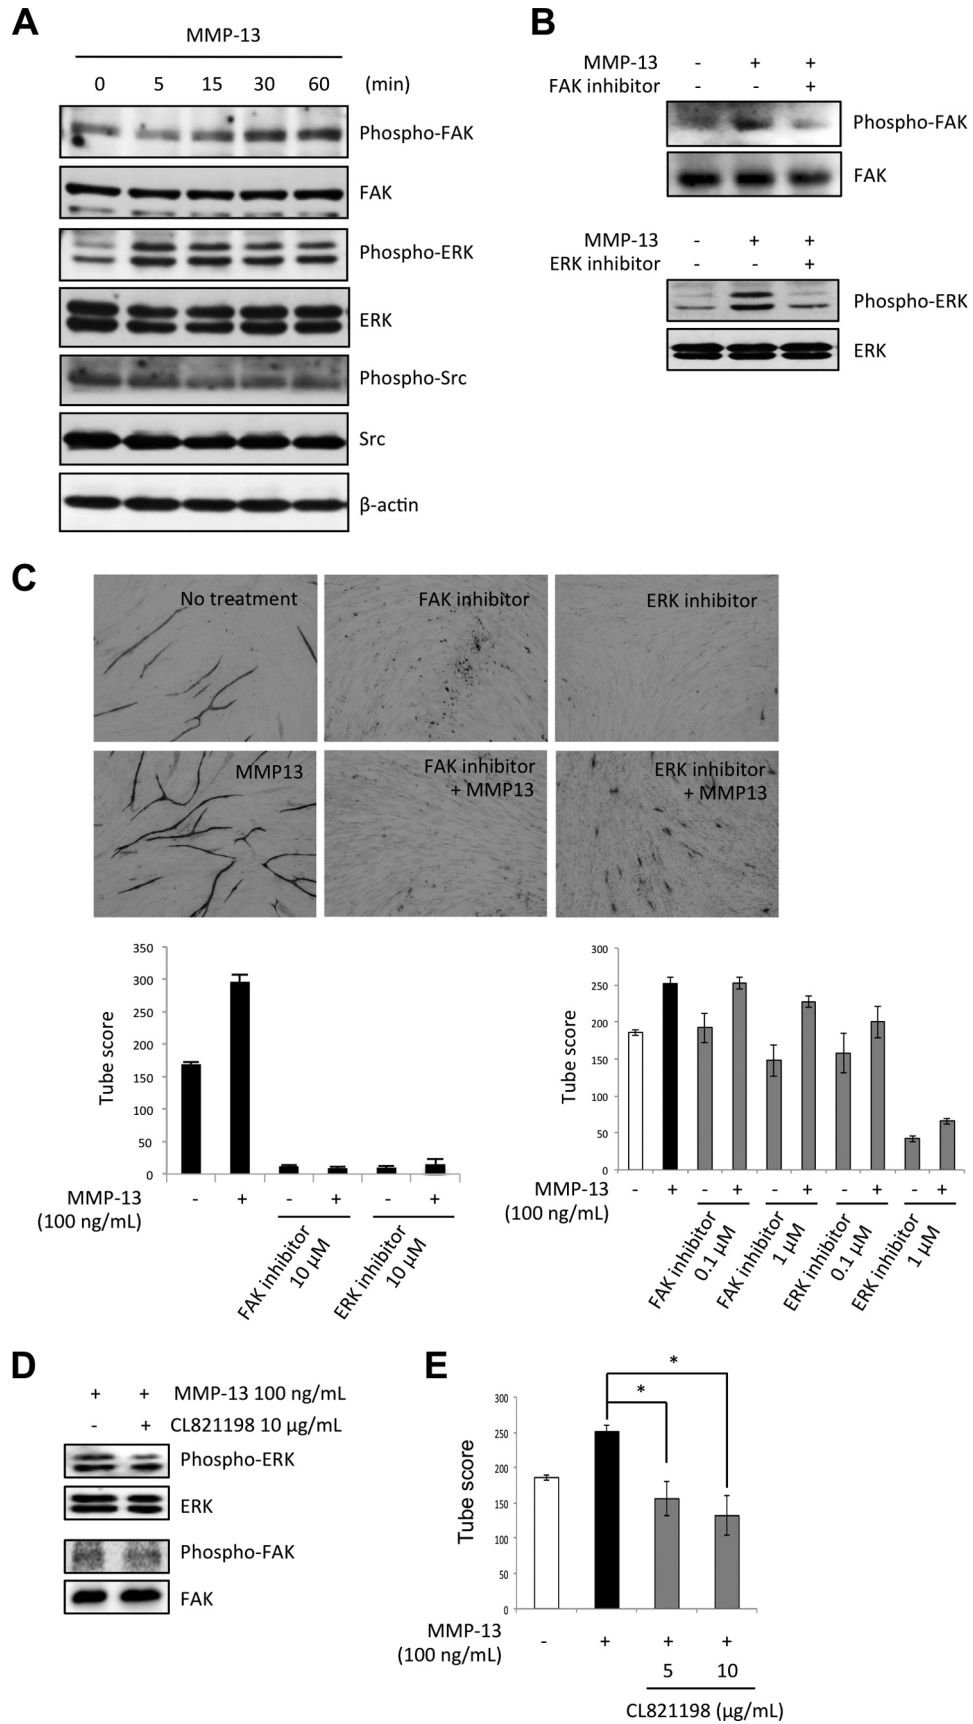 A
MMP-13
0 5 15 30 60 (min)
Phospho-FAK
FAK
Phospho-ERK
ERK
Phospho-Src
Src
β-actin
B
MMP-13 - + +
FAK inhibitor - - +
Phospho-FAK
FAK
MMP-13 - + +
ERK inhibitor - - +
Phospho-ERK
ERK
C
No treatment
FAK inhibitor
ERK inhibitor
MMP13
FAK inhibitor
+ MMP13
ERK inhibitor
+ MMP13
Tube score
350
300
250
200
150
100
50
0
MMP-13
(100 ng/mL)
- + - + - +
FAK inhibitor
10 µM
ERK inhibitor
10 µM
Tube score
300
250
200
150
100
50
0
MMP-13
(100 ng/mL)
- + - + - + - + - +
FAK inhibitor
0.1 µM
FAK inhibitor
1 µM
ERK inhibitor
0.1 µM
ERK inhibitor
1 µM
D
+ + MMP-13 100 ng/mL
- + CL821198 10 µg/mL
Phospho-ERK
ERK
Phospho-FAK
FAK
E
*
*
Tube score
300
250
200
150
100
50
0
MMP-13
(100 ng/mL)
- + + +
5 10
CL821198 (µg/mL)